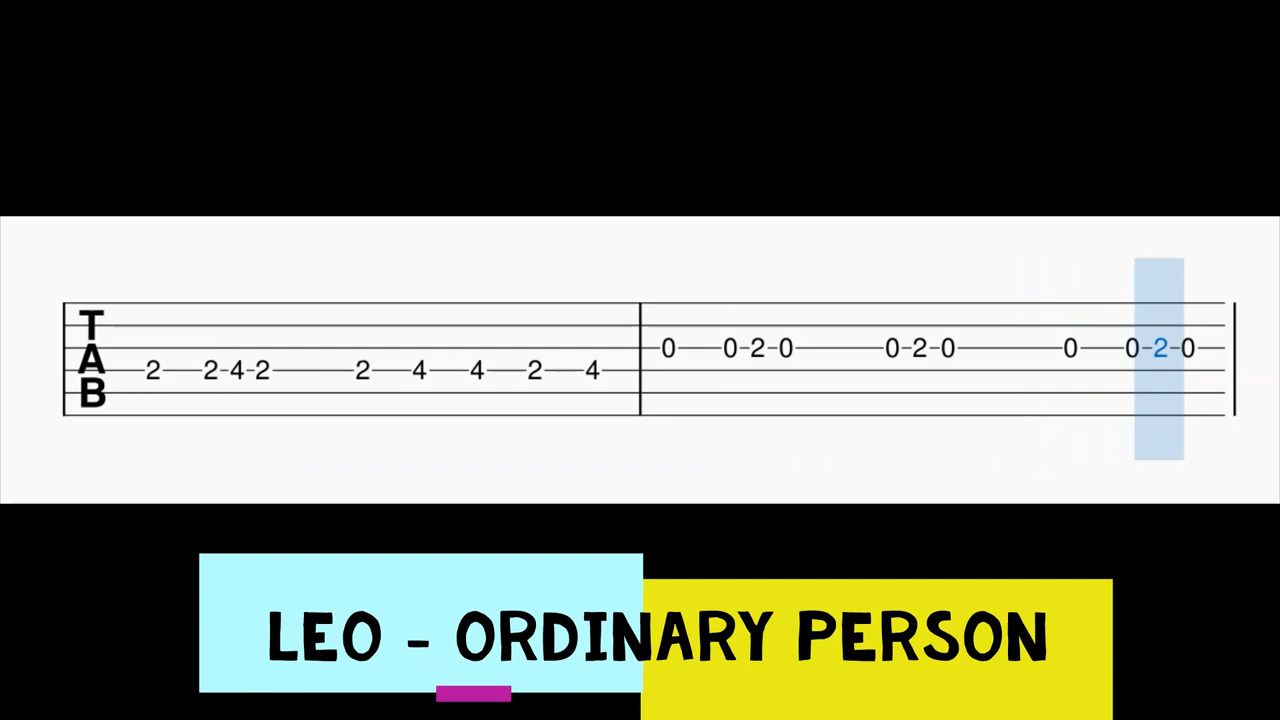 T
A
B
0 0 2 0 0 2 0 0 0 2 0
2 2 4 2 2 4 4 2 4
LEO - ORDINARY PERSON